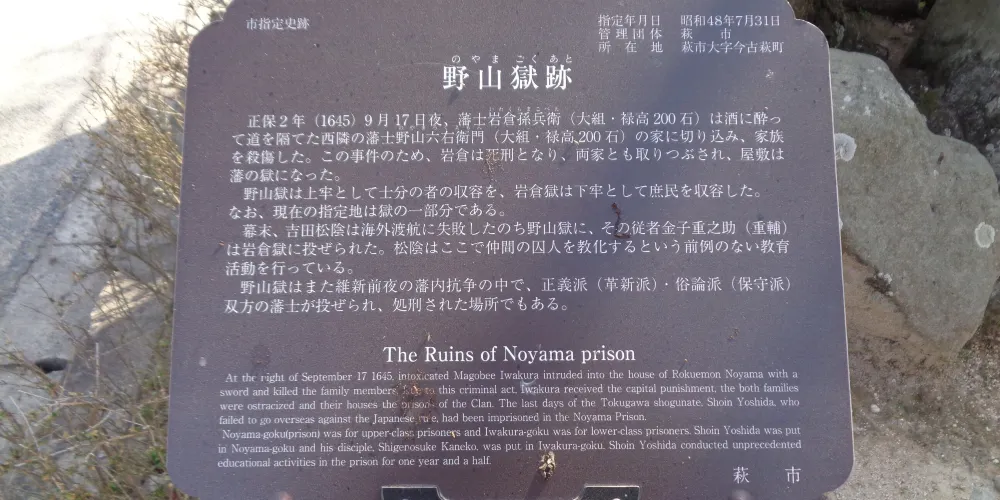 市指定史跡
指定年月日 昭和48年7月31日
管理団体 萩市
所在地 萩市大字今古萩町
のやま ごくあと
野山獄跡
いわくらまごべえ
正保2年（1645）9月17日夜、藩士岩倉孫兵衛（大組・禄高200石）は酒に酔っ
て道を隔てた西隣の藩士野山六右衛門（大組・禄高200石）の家に切り込み、家族
を殺傷した。この事件のため、岩倉は死刑となり、両家とも取りつぶされ、屋敷は
藩の獄になった。
野山獄は上牢として士分の者の収容を、岩倉獄は下牢として庶民を収容した。
なお、現在の指定地は獄の一部分である。
幕末、吉田松陰は海外渡航に失敗したのち野山獄に、その従者金子重之助（重輔）
は岩倉獄に投ぜられた。松陰はここで仲間の囚人を教化するという前例のない教育
活動を行っている。
野山獄はまた維新前夜の藩内抗争の中で、正義派（革新派）・俗論派（保守派）
双方の藩士が投ぜられ、処刑された場所でもある。
The Ruins of Noyama prison
At the night of September 17 1645, intoxicated Magobee Iwakura intruded into the house of Rokuemon Noyama with a
sword and killed the family members. Due to this criminal act, Iwakura received the capital punishment, the both families
were ostracized and their houses the prisons of the Clan. The last days of the Tokugawa shogunate, Shoin Yoshida, who
failed to go overseas against the Japanese rule, had been imprisoned in the Noyama Prison.
Noyama-goku(prison) was for upper-class prisoners and Iwakura-goku was for lower-class prisoners. Shoin Yoshida was put
in Noyama-goku and his disciple, Shigenosuke Kaneko, was put in Iwakura-goku. Shoin Yoshida conducted unprecedented
educational activities in the prison for one year and a half.
萩市